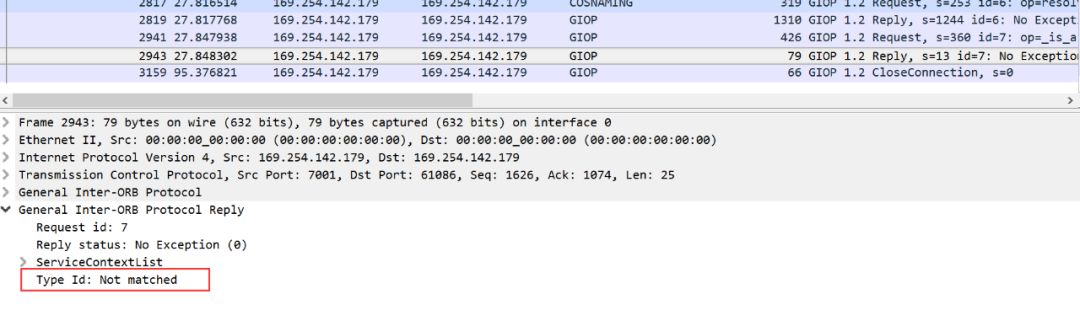 2817 27.816514 169.254.142.179 169.254.142.179 COSNAMING 319 GIOP 1.2 Request, s=253 id=6: op=resol
2819 27.817768 169.254.142.179 169.254.142.179 GIOP 1310 GIOP 1.2 Reply, s=1244 id=6: No Except
2941 27.847938 169.254.142.179 169.254.142.179 GIOP 426 GIOP 1.2 Request, s=360 id=7: op=_is_a
2943 27.848302 169.254.142.179 169.254.142.179 GIOP 79 GIOP 1.2 Reply, s=13 id=7: No Exception
3159 95.376821 169.254.142.179 169.254.142.179 GIOP 66 GIOP 1.2 CloseConnection, s=0
Frame 2943: 79 bytes on wire (632 bits), 79 bytes captured (632 bits) on interface 0
Ethernet II, Src: 00:00:00_00:00:00 (00:00:00:00:00:00), Dst: 00:00:00_00:00:00 (00:00:00:00:00:00)
Internet Protocol Version 4, Src: 169.254.142.179, Dst: 169.254.142.179
Transmission Control Protocol, Src Port: 7001, Dst Port: 61086, Seq: 1626, Ack: 1074, Len: 25
General Inter-ORB Protocol
General Inter-ORB Protocol Reply
Request id: 7
Reply status: No Exception (0)
ServiceContextList
Type Id: Not matched